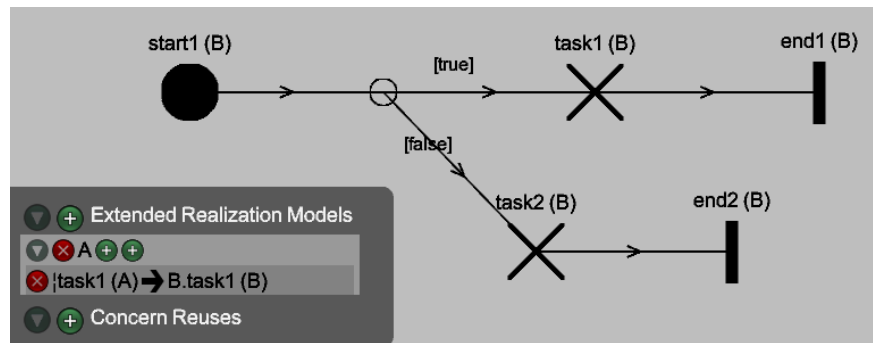 start1 (B)
task1 (B)
end1 (B)
[true]
[false]
task2 (B)
end2 (B)
Extended Realization Models
A
¦task1 (A) → B.task1 (B)
Concern Reuses